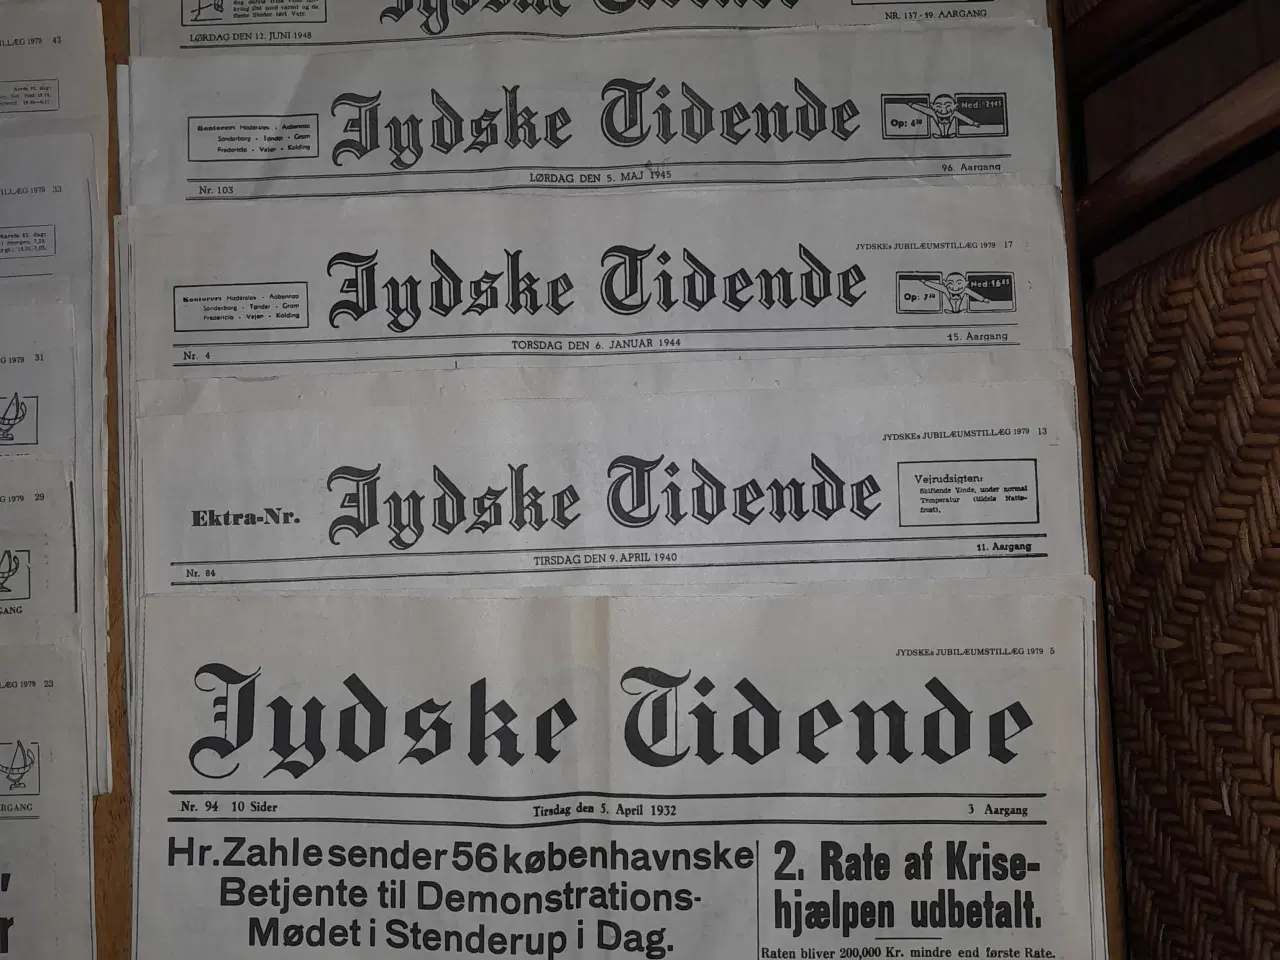 LØRDAG DEN 12. JUNI 1948
Jydske Tidende
NR. 137 - 19. AARGANG
Kontorer: Haderslev - Aabenraa
Sønderborg - Tønder - Gram
Fredericia - Vejen - Kolding
Jydske Tidende
Op:
Ned:
Nr. 103
LØRDAG DEN 5. MAJ 1945
96. Aargang
JYDSKEs JUBILÆUMSTILLÆG 1979 17
Kontorer: Haderslev - Aabenraa
Sønderborg - Tønder - Gram
Fredericia - Vejen - Kolding
Jydske Tidende
Op:
Ned:
Nr. 4
TORSDAG DEN 6. JANUAR 1944
15. Aargang
JYDSKEs JUBILÆUMSTILLÆG 1979 13
Ektra-Nr.
Jydske Tidende
Vejrudsigten:
Skiftende Vinde, under normal
Temperatur (tildels Natte-
frost).
Nr. 84
TIRSDAG DEN 9. APRIL 1940
11. Aargang
JYDSKEs JUBILÆUMSTILLÆG 1979 5
Jydske Tidende
Nr. 94 10 Sider
Tirsdag den 5. April 1932
3 Aargang
Hr. Zahle sender 56 københavnske
Betjente til Demonstrations-
Mødet i Stenderup i Dag.
2. Rate af Krise-
hjælpen udbetalt.
Raten bliver 200,000 Kr. mindre end første Rate.
1979 43
1979 33
1979 31
1979 29
1979 23